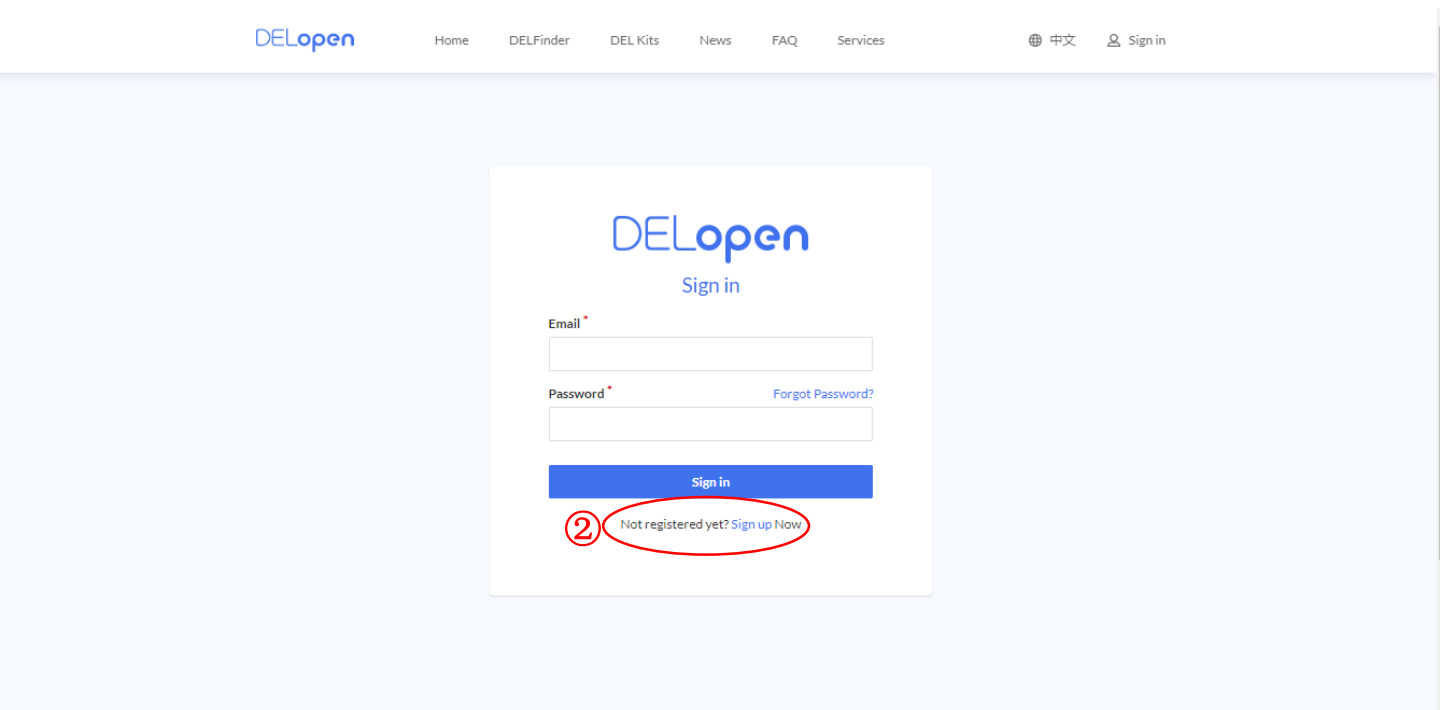 DELopen Home DELFinder DEL Kits News FAQ Services 中文 Sign in
DELopen
Sign in
Email *
Password * Forgot Password?
Sign in
② Not registered yet? Sign up Now